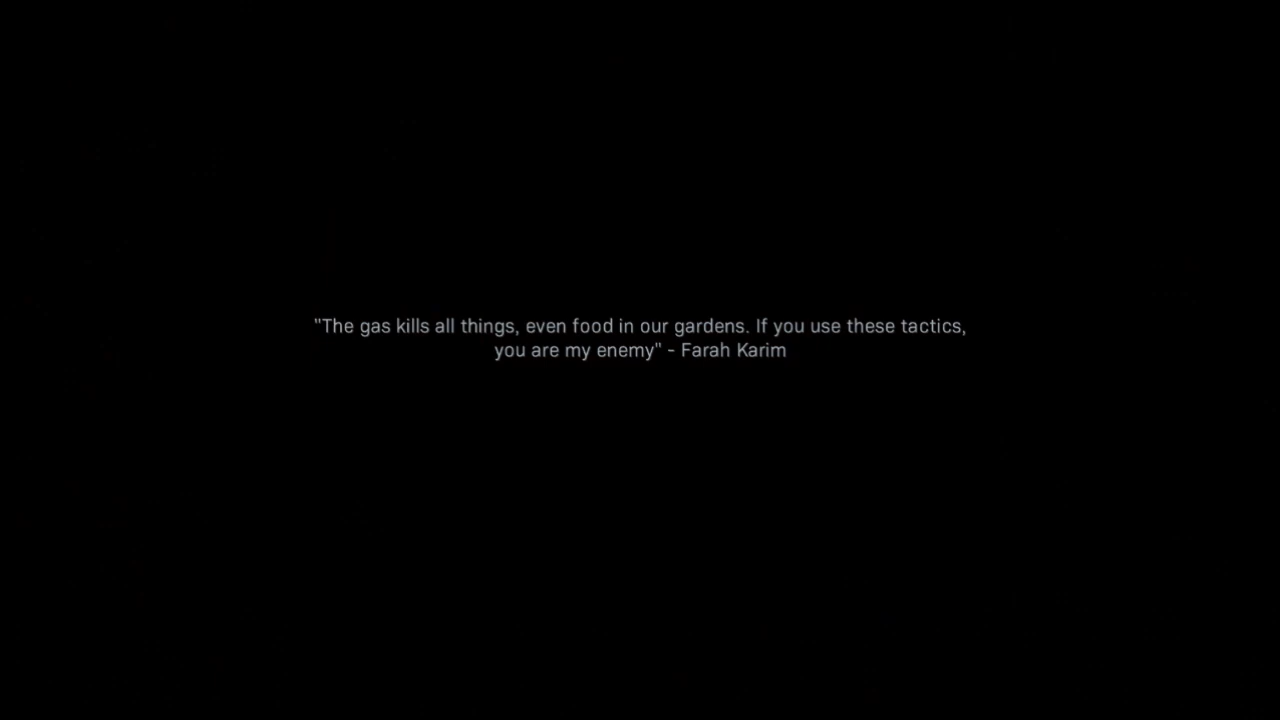 "The gas kills all things, even food in our gardens. If you use these tactics,
you are my enemy" - Farah Karim